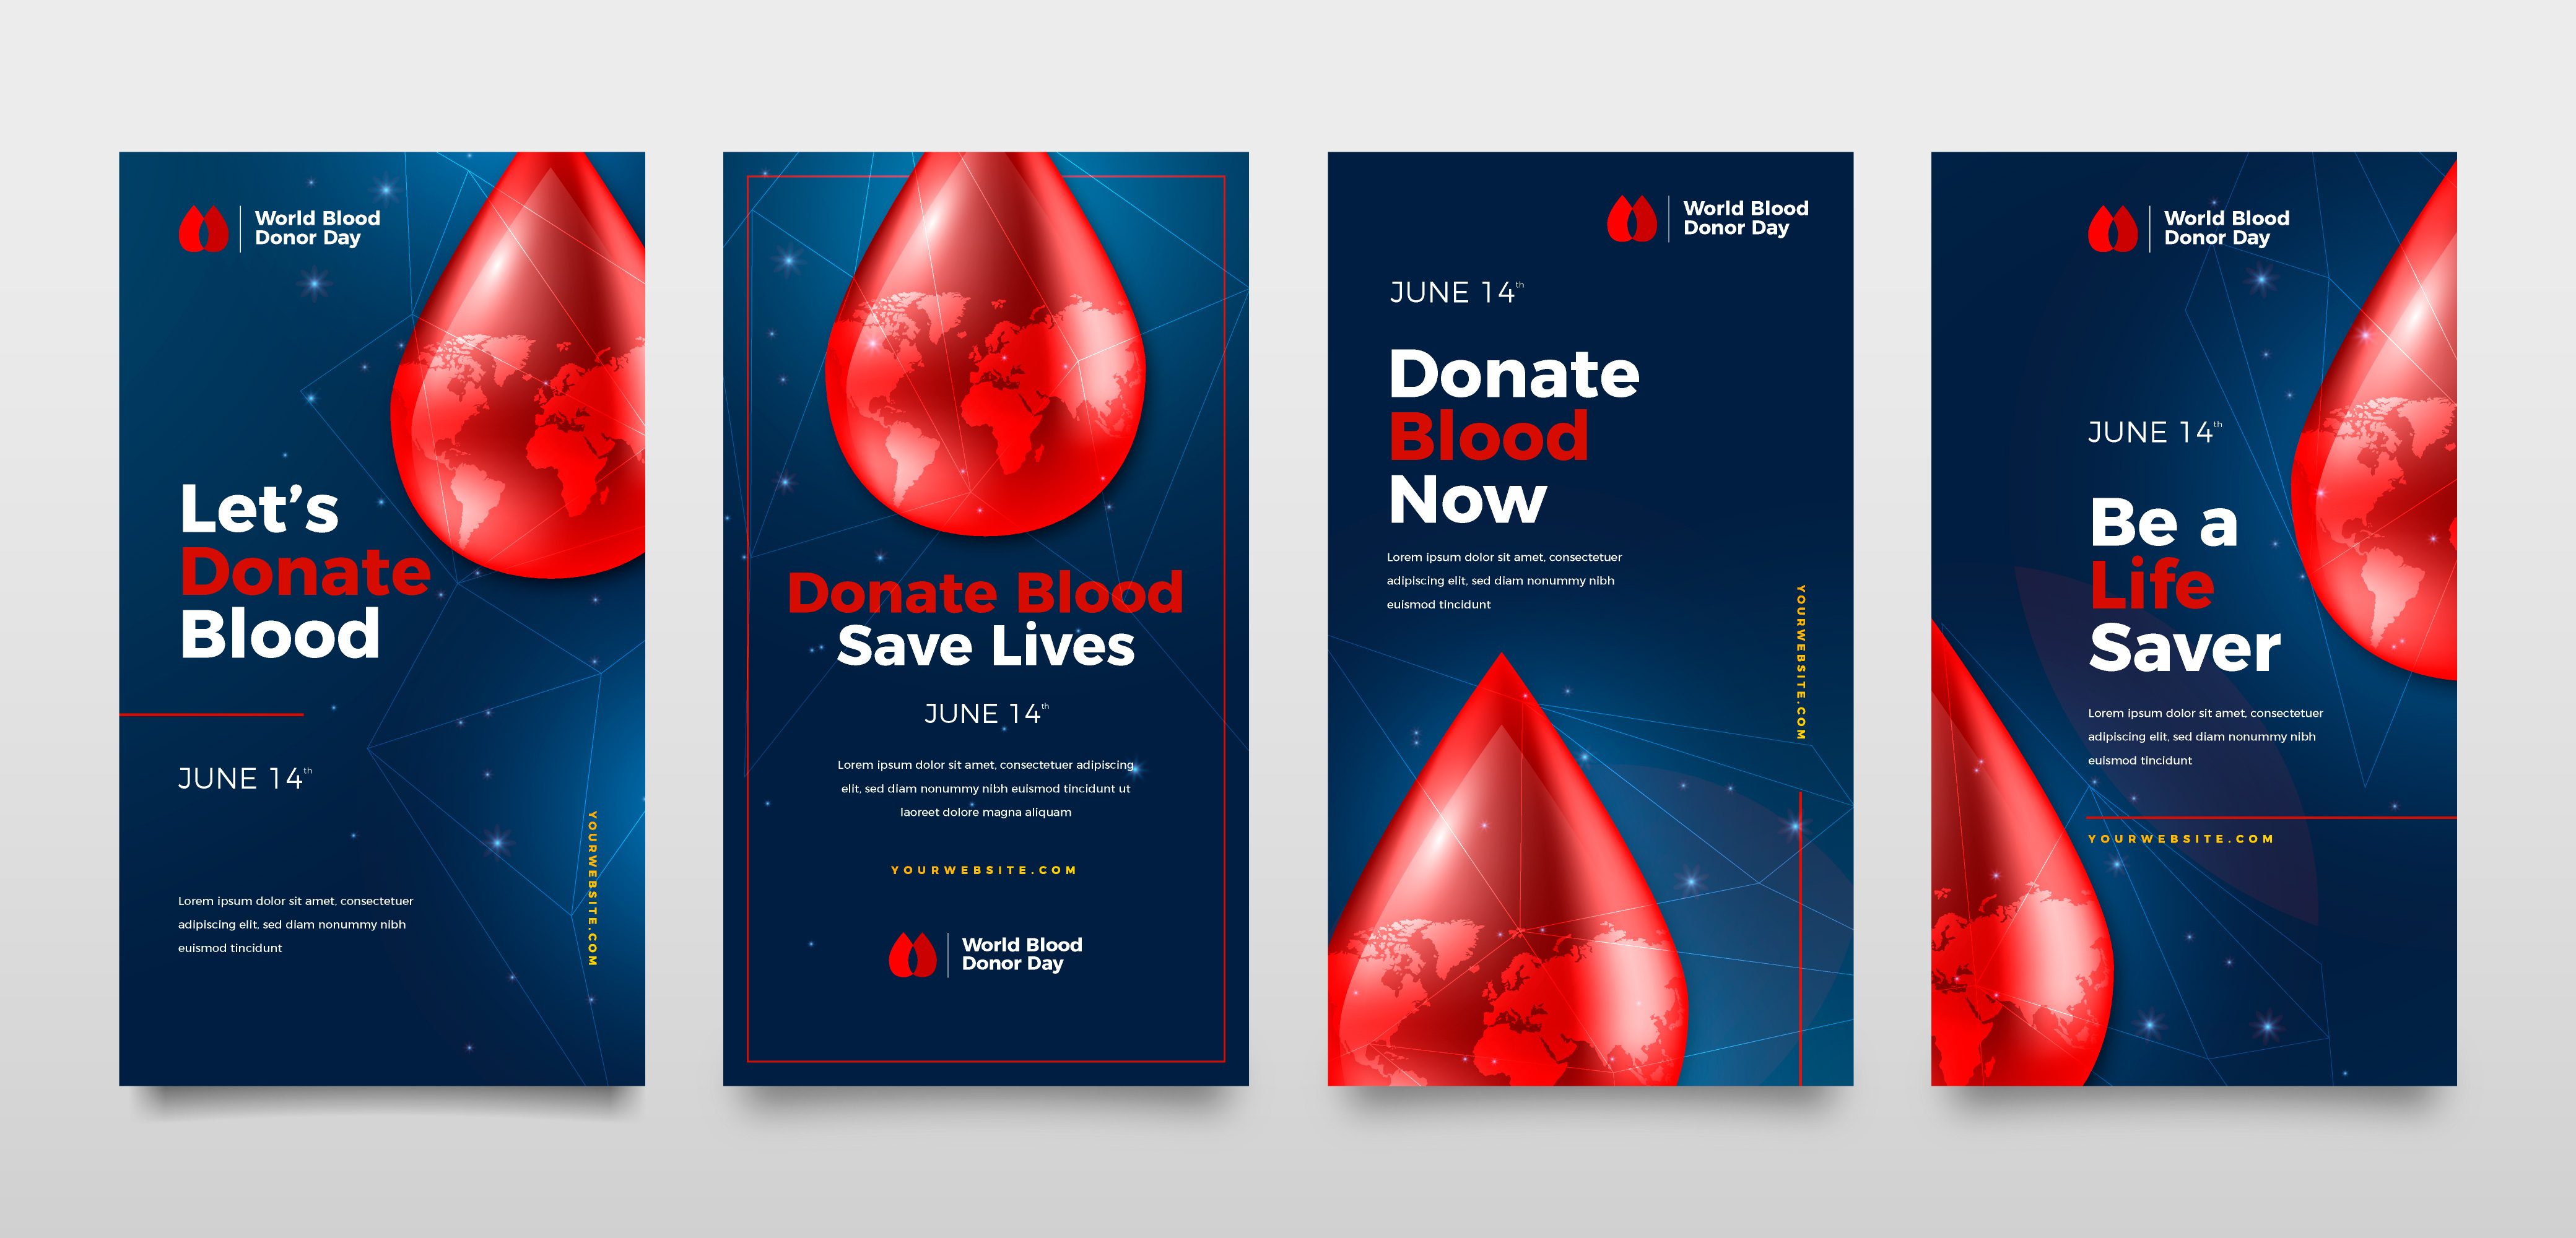 World Blood
Donor Day
Let's
Donate
Blood
JUNE 14th
Lorem ipsum dolor sit amet, consectetuer
adipiscing elit, sed diam nonummy nibh
euismod tincidunt
YOURWEBSITE.COM
Donate Blood
Save Lives
JUNE 14th
Lorem ipsum dolor sit amet, consectetuer adipiscing
elit, sed diam nonummy nibh euismod tincidunt ut
laoreet dolore magna aliquam
YOURWEBSITE.COM
World Blood
Donor Day
World Blood
Donor Day
JUNE 14th
Donate
Blood
Now
Lorem ipsum dolor sit amet, consectetuer
adipiscing elit, sed diam nonummy nibh
euismod tincidunt
YOURWEBSITE.COM
World Blood
Donor Day
JUNE 14th
Be a
Life
Saver
Lorem ipsum dolor sit amet, consectetuer
adipiscing elit, sed diam nonummy nibh
euismod tincidunt
YOURWEBSITE.COM